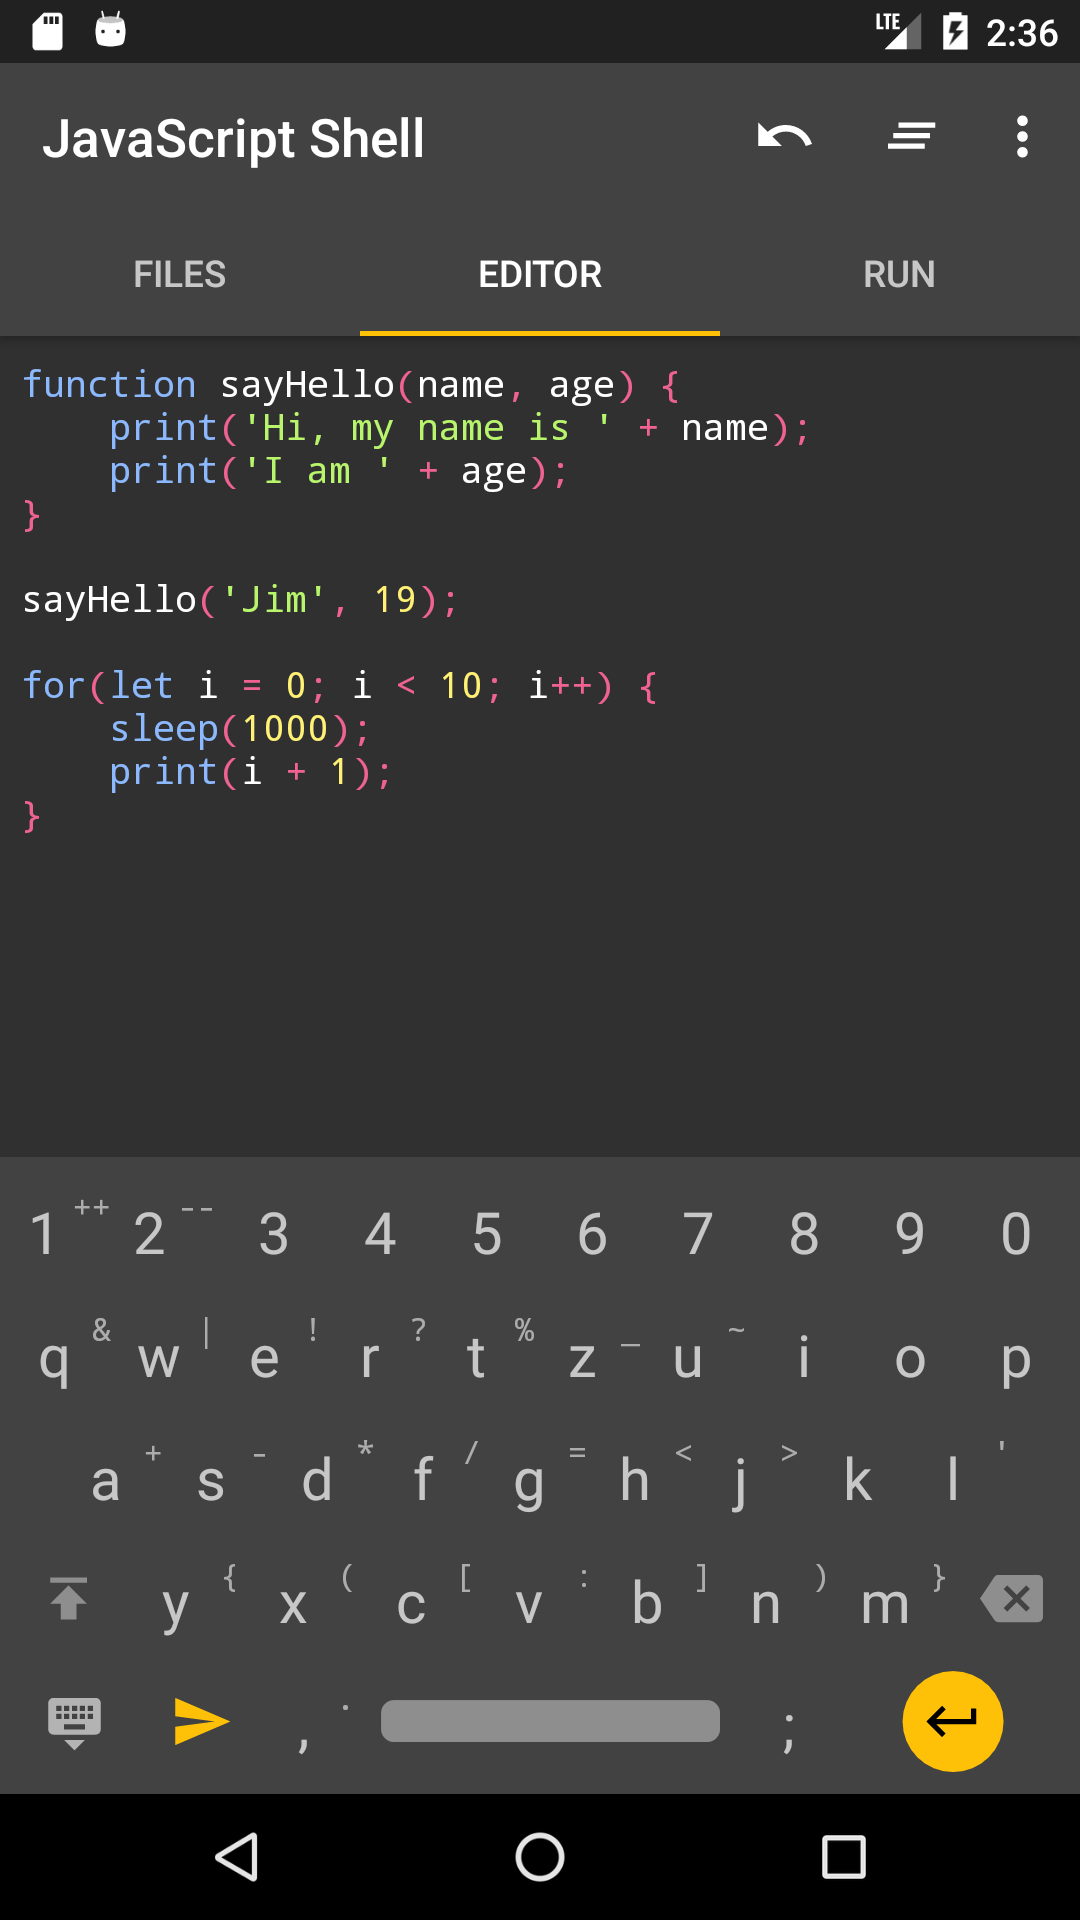 LTE 2:36
JavaScript Shell
FILES EDITOR RUN
function sayHello(name, age) {
    print('Hi, my name is ' + name);
    print('I am ' + age);
}
sayHello('Jim', 19);
for(let i = 0; i < 10; i++) {
    sleep(1000);
    print(i + 1);
}
1 ++ 2 -- 3 4 5 6 7 8 9 0
q & w | e ! r ? t % z _ u ~ i o p
a + s - d * f / g = h < j > k l '
y { x ( c [ v : b ] n ) m }
, . ;